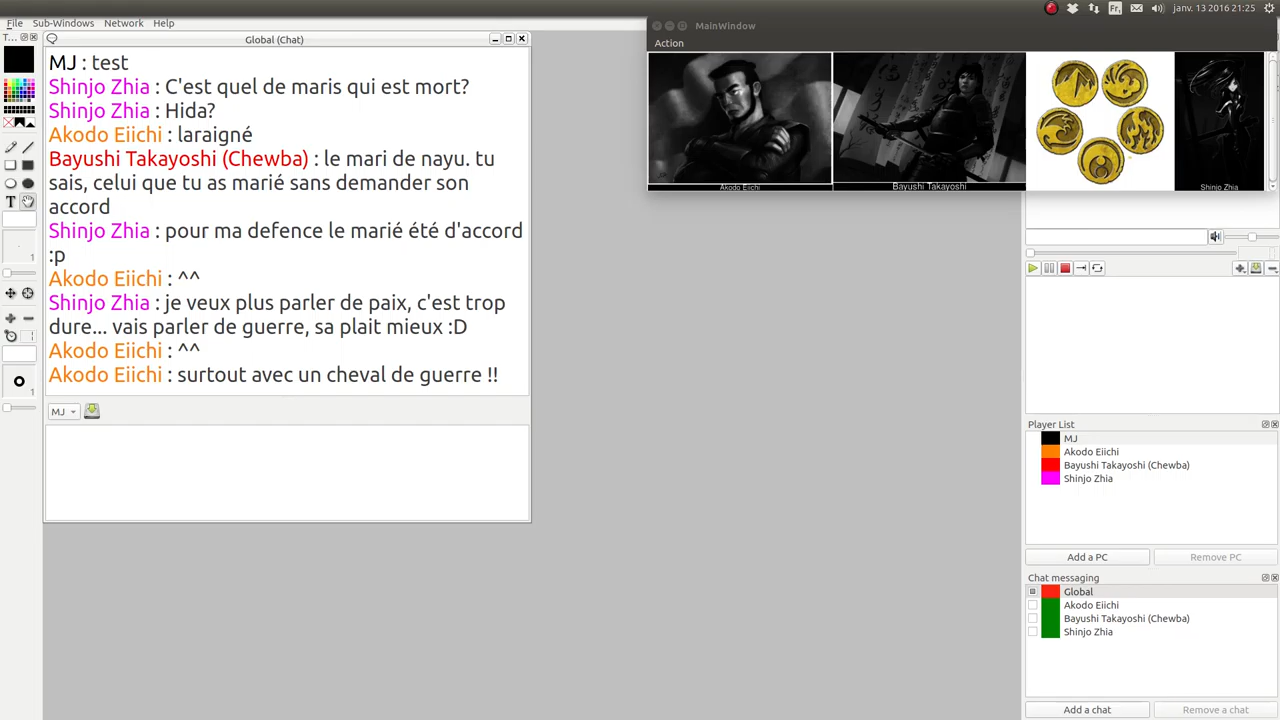 janv. 13 2016 21:25
Fr
File Sub-Windows Network Help
MainWindow
Action
T...
Global (Chat)
MJ : test
Shinjo Zhia : C'est quel de maris qui est mort?
Shinjo Zhia : Hida?
Akodo Eiichi : laraigné
Bayushi Takayoshi (Chewba) : le mari de nayu. tu
sais, celui que tu as marié sans demander son
accord
Shinjo Zhia : pour ma defence le marié été d'accord
:p
Akodo Eiichi : ^^
Shinjo Zhia : je veux plus parler de paix, c'est trop
dure... vais parler de guerre, sa plait mieux :D
Akodo Eiichi : ^^
Akodo Eiichi : surtout avec un cheval de guerre !!
MJ
T
1
1
1
Akodo Eiichi
Bayushi Takayoshi
Shinjo Zhia
Player List
MJ
Akodo Eiichi
Bayushi Takayoshi (Chewba)
Shinjo Zhia
Add a PC Remove PC
Chat messaging
Global
Akodo Eiichi
Bayushi Takayoshi (Chewba)
Shinjo Zhia
Add a chat Remove a chat